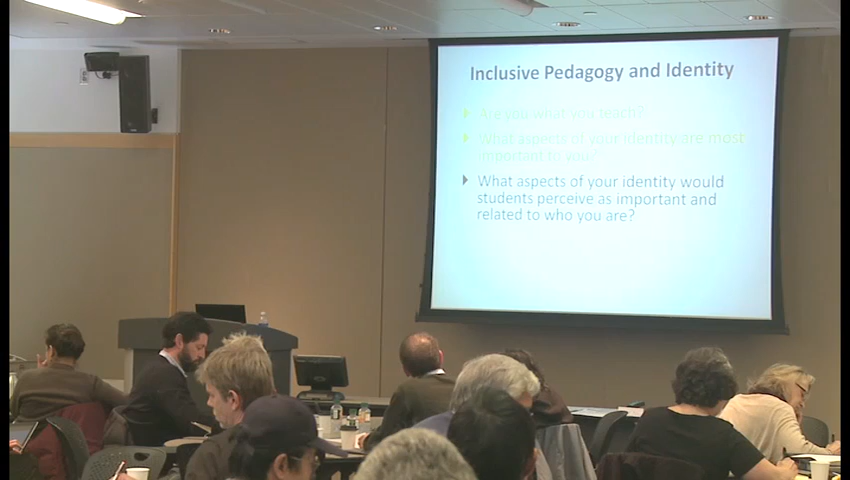 Inclusive Pedagogy and Identity
Are you what you teach?
What aspects of your identity are most
important to you?
What aspects of your identity would
students perceive as important and
related to who you are?